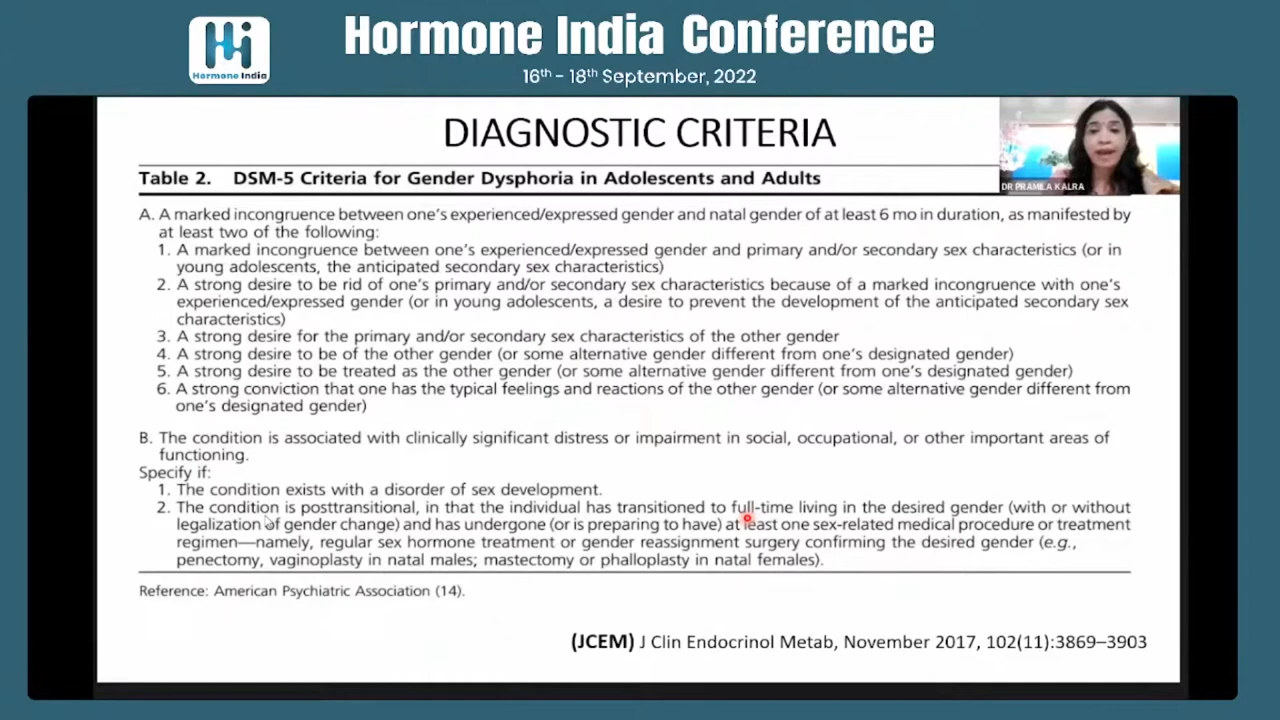 Hormone India Conference
Hormone India
16th – 18th September, 2022
DIAGNOSTIC CRITERIA
DR PRAMILA KALRA
Table 2. DSM-5 Criteria for Gender Dysphoria in Adolescents and Adults
A. A marked incongruence between one's experienced/expressed gender and natal gender of at least 6 mo in duration, as manifested by
at least two of the following:
1. A marked incongruence between one's experienced/expressed gender and primary and/or secondary sex characteristics (or in
young adolescents, the anticipated secondary sex characteristics)
2. A strong desire to be rid of one's primary and/or secondary sex characteristics because of a marked incongruence with one's
experienced/expressed gender (or in young adolescents, a desire to prevent the development of the anticipated secondary sex
characteristics)
3. A strong desire for the primary and/or secondary sex characteristics of the other gender
4. A strong desire to be of the other gender (or some alternative gender different from one's designated gender)
5. A strong desire to be treated as the other gender (or some alternative gender different from one's designated gender)
6. A strong conviction that one has the typical feelings and reactions of the other gender (or some alternative gender different from
one's designated gender)
B. The condition is associated with clinically significant distress or impairment in social, occupational, or other important areas of
functioning.
Specify if:
1. The condition exists with a disorder of sex development.
2. The condition is posttransitional, in that the individual has transitioned to full-time living in the desired gender (with or without
legalization of gender change) and has undergone (or is preparing to have) at least one sex-related medical procedure or treatment
regimen—namely, regular sex hormone treatment or gender reassignment surgery confirming the desired gender (e.g.,
penectomy, vaginoplasty in natal males; mastectomy or phalloplasty in natal females).
Reference: American Psychiatric Association (14).
(JCEM) J Clin Endocrinol Metab, November 2017, 102(11):3869–3903